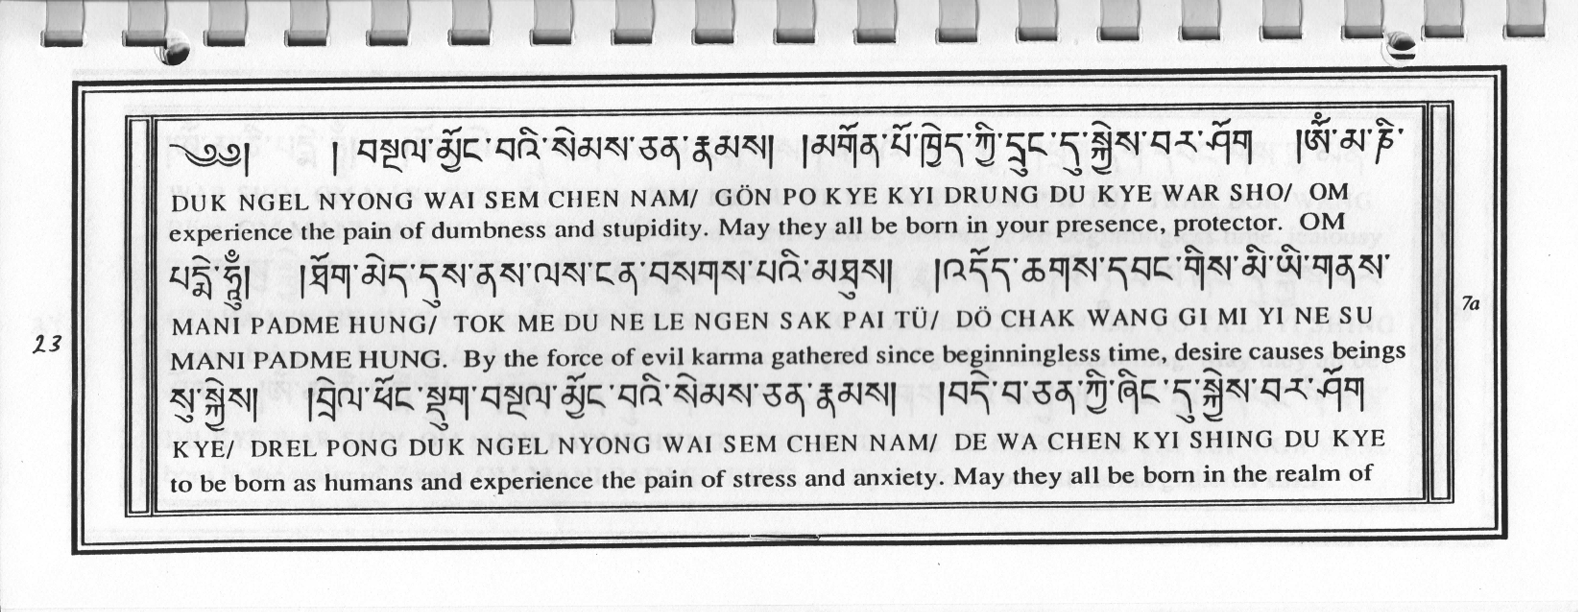 ༄༅། །བསྔལ་མྱོང་བའི་སེམས་ཅན་རྣམས། །མགོན་པོ་ཁྱེད་ཀྱི་དྲུང་དུ་སྐྱེས་བར་ཤོག །ཨོཾ་མ་ཎི་
DUK NGEL NYONG WAI SEM CHEN NAM/ GÖN PO KYE KYI DRUNG DU KYE WAR SHO/ OM
experience the pain of dumbness and stupidity. May they all be born in your presence, protector. OM
པདྨེ་ཧཱུྃ། །ཐོག་མེད་དུས་ནས་ལས་ངན་བསགས་པའི་མཐུས། །འདོད་ཆགས་དབང་གིས་མི་ཡི་གནས་
MANI PADME HUNG/ TOK ME DU NE LE NGEN SAK PAI TÜ/ DÖ CHAK WANG GI MI YI NE SU
7a
23
MANI PADME HUNG. By the force of evil karma gathered since beginningless time, desire causes beings
སུ་སྐྱེས། །བྲེལ་ཕོང་སྡུག་བསྔལ་མྱོང་བའི་སེམས་ཅན་རྣམས། །བདེ་བ་ཅན་ཀྱི་ཞིང་དུ་སྐྱེས་བར་ཤོག
KYE/ DREL PONG DUK NGEL NYONG WAI SEM CHEN NAM/ DE WA CHEN KYI SHING DU KYE
to be born as humans and experience the pain of stress and anxiety. May they all be born in the realm of